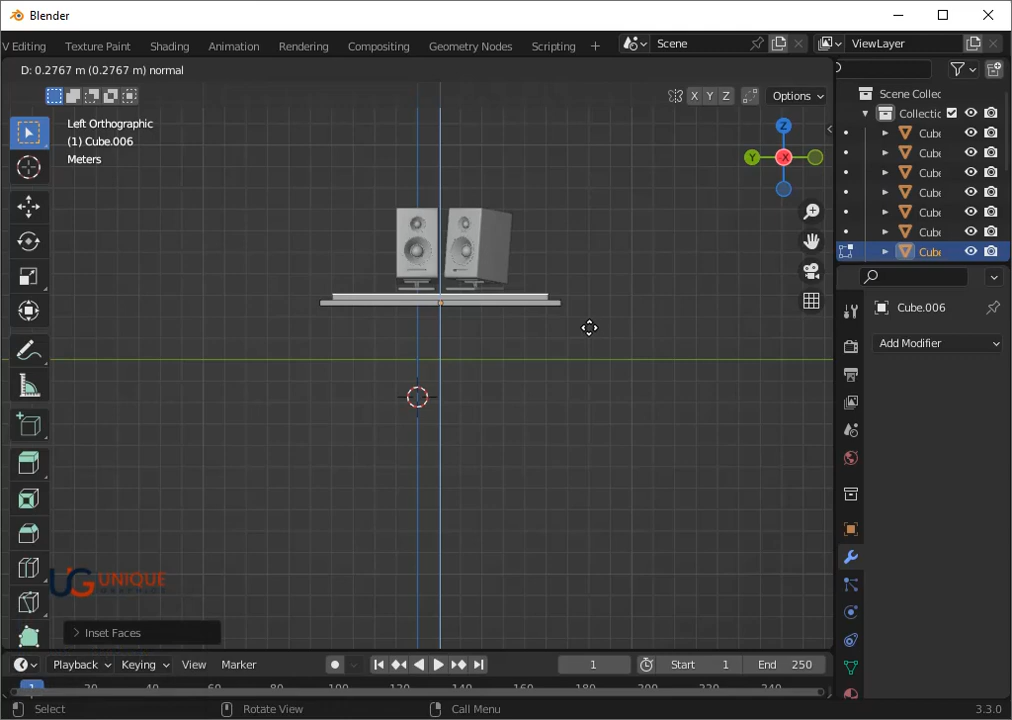 Blender
V Editing Texture Paint Shading Animation Rendering Compositing Geometry Nodes Scripting + Scene ViewLayer
D: 0.2767 m (0.2767 m) normal
X Y Z Options
Left Orthographic
(1) Cube.006
Meters
Scene Collec
Collectic
Cube
Cube
Cube
Cube
Cube
Cube
Cube
Z
Y
X
Cube.006
Add Modifier
UG UNIQUE
GRAPHICS
Inset Faces
Playback Keying View Marker 1 Start 1 End 250
1 20 40 60 80 100 120 140 160 180 200 220 240
Select Rotate View Call Menu 3.3.0